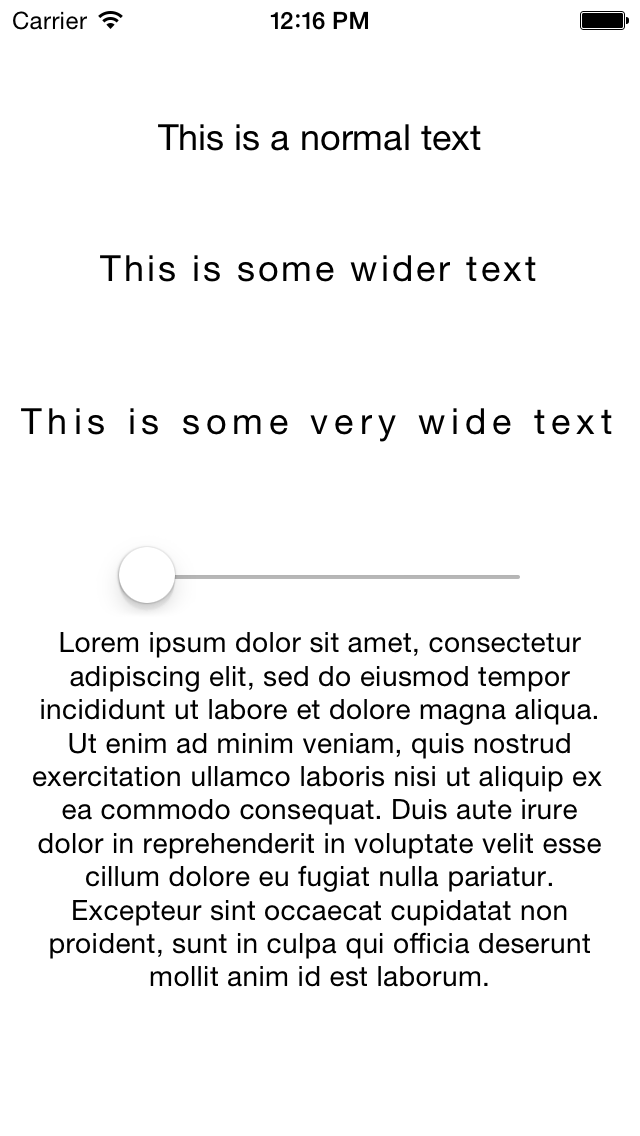 Carrier 12:16 PM
This is a normal text
This is some wider text
This is some very wide text
Lorem ipsum dolor sit amet, consectetur
adipiscing elit, sed do eiusmod tempor
incididunt ut labore et dolore magna aliqua.
Ut enim ad minim veniam, quis nostrud
exercitation ullamco laboris nisi ut aliquip ex
ea commodo consequat. Duis aute irure
dolor in reprehenderit in voluptate velit esse
cillum dolore eu fugiat nulla pariatur.
Excepteur sint occaecat cupidatat non
proident, sunt in culpa qui officia deserunt
mollit anim id est laborum.